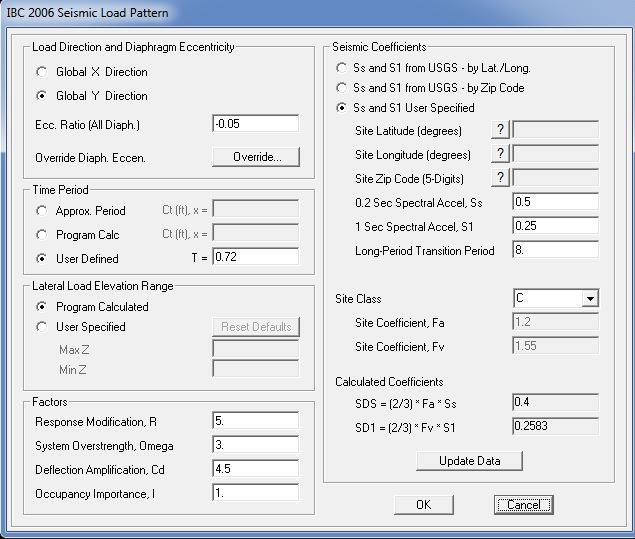 IBC 2006 Seismic Load Pattern
Load Direction and Diaphragm Eccentricity
Global X Direction
Global Y Direction
Ecc. Ratio (All Diaph.) -0.05
Override Diaph. Eccen. Override...
Time Period
Approx. Period Ct (ft), x =
Program Calc Ct (ft), x =
User Defined T = 0.72
Lateral Load Elevation Range
Program Calculated
User Specified Reset Defaults
Max Z
Min Z
Factors
Response Modification, R 5.
System Overstrength, Omega 3.
Deflection Amplification, Cd 4.5
Occupancy Importance, I 1.
Seismic Coefficients
Ss and S1 from USGS - by Lat./Long.
Ss and S1 from USGS - by Zip Code
Ss and S1 User Specified
Site Latitude (degrees) ?
Site Longitude (degrees) ?
Site Zip Code (5-Digits) ?
0.2 Sec Spectral Accel, Ss 0.5
1 Sec Spectral Accel, S1 0.25
Long-Period Transition Period 8.
Site Class C
Site Coefficient, Fa 1.2
Site Coefficient, Fv 1.55
Calculated Coefficients
SDS = (2/3) * Fa * Ss 0.4
SD1 = (2/3) * Fv * S1 0.2583
Update Data
OK Cancel